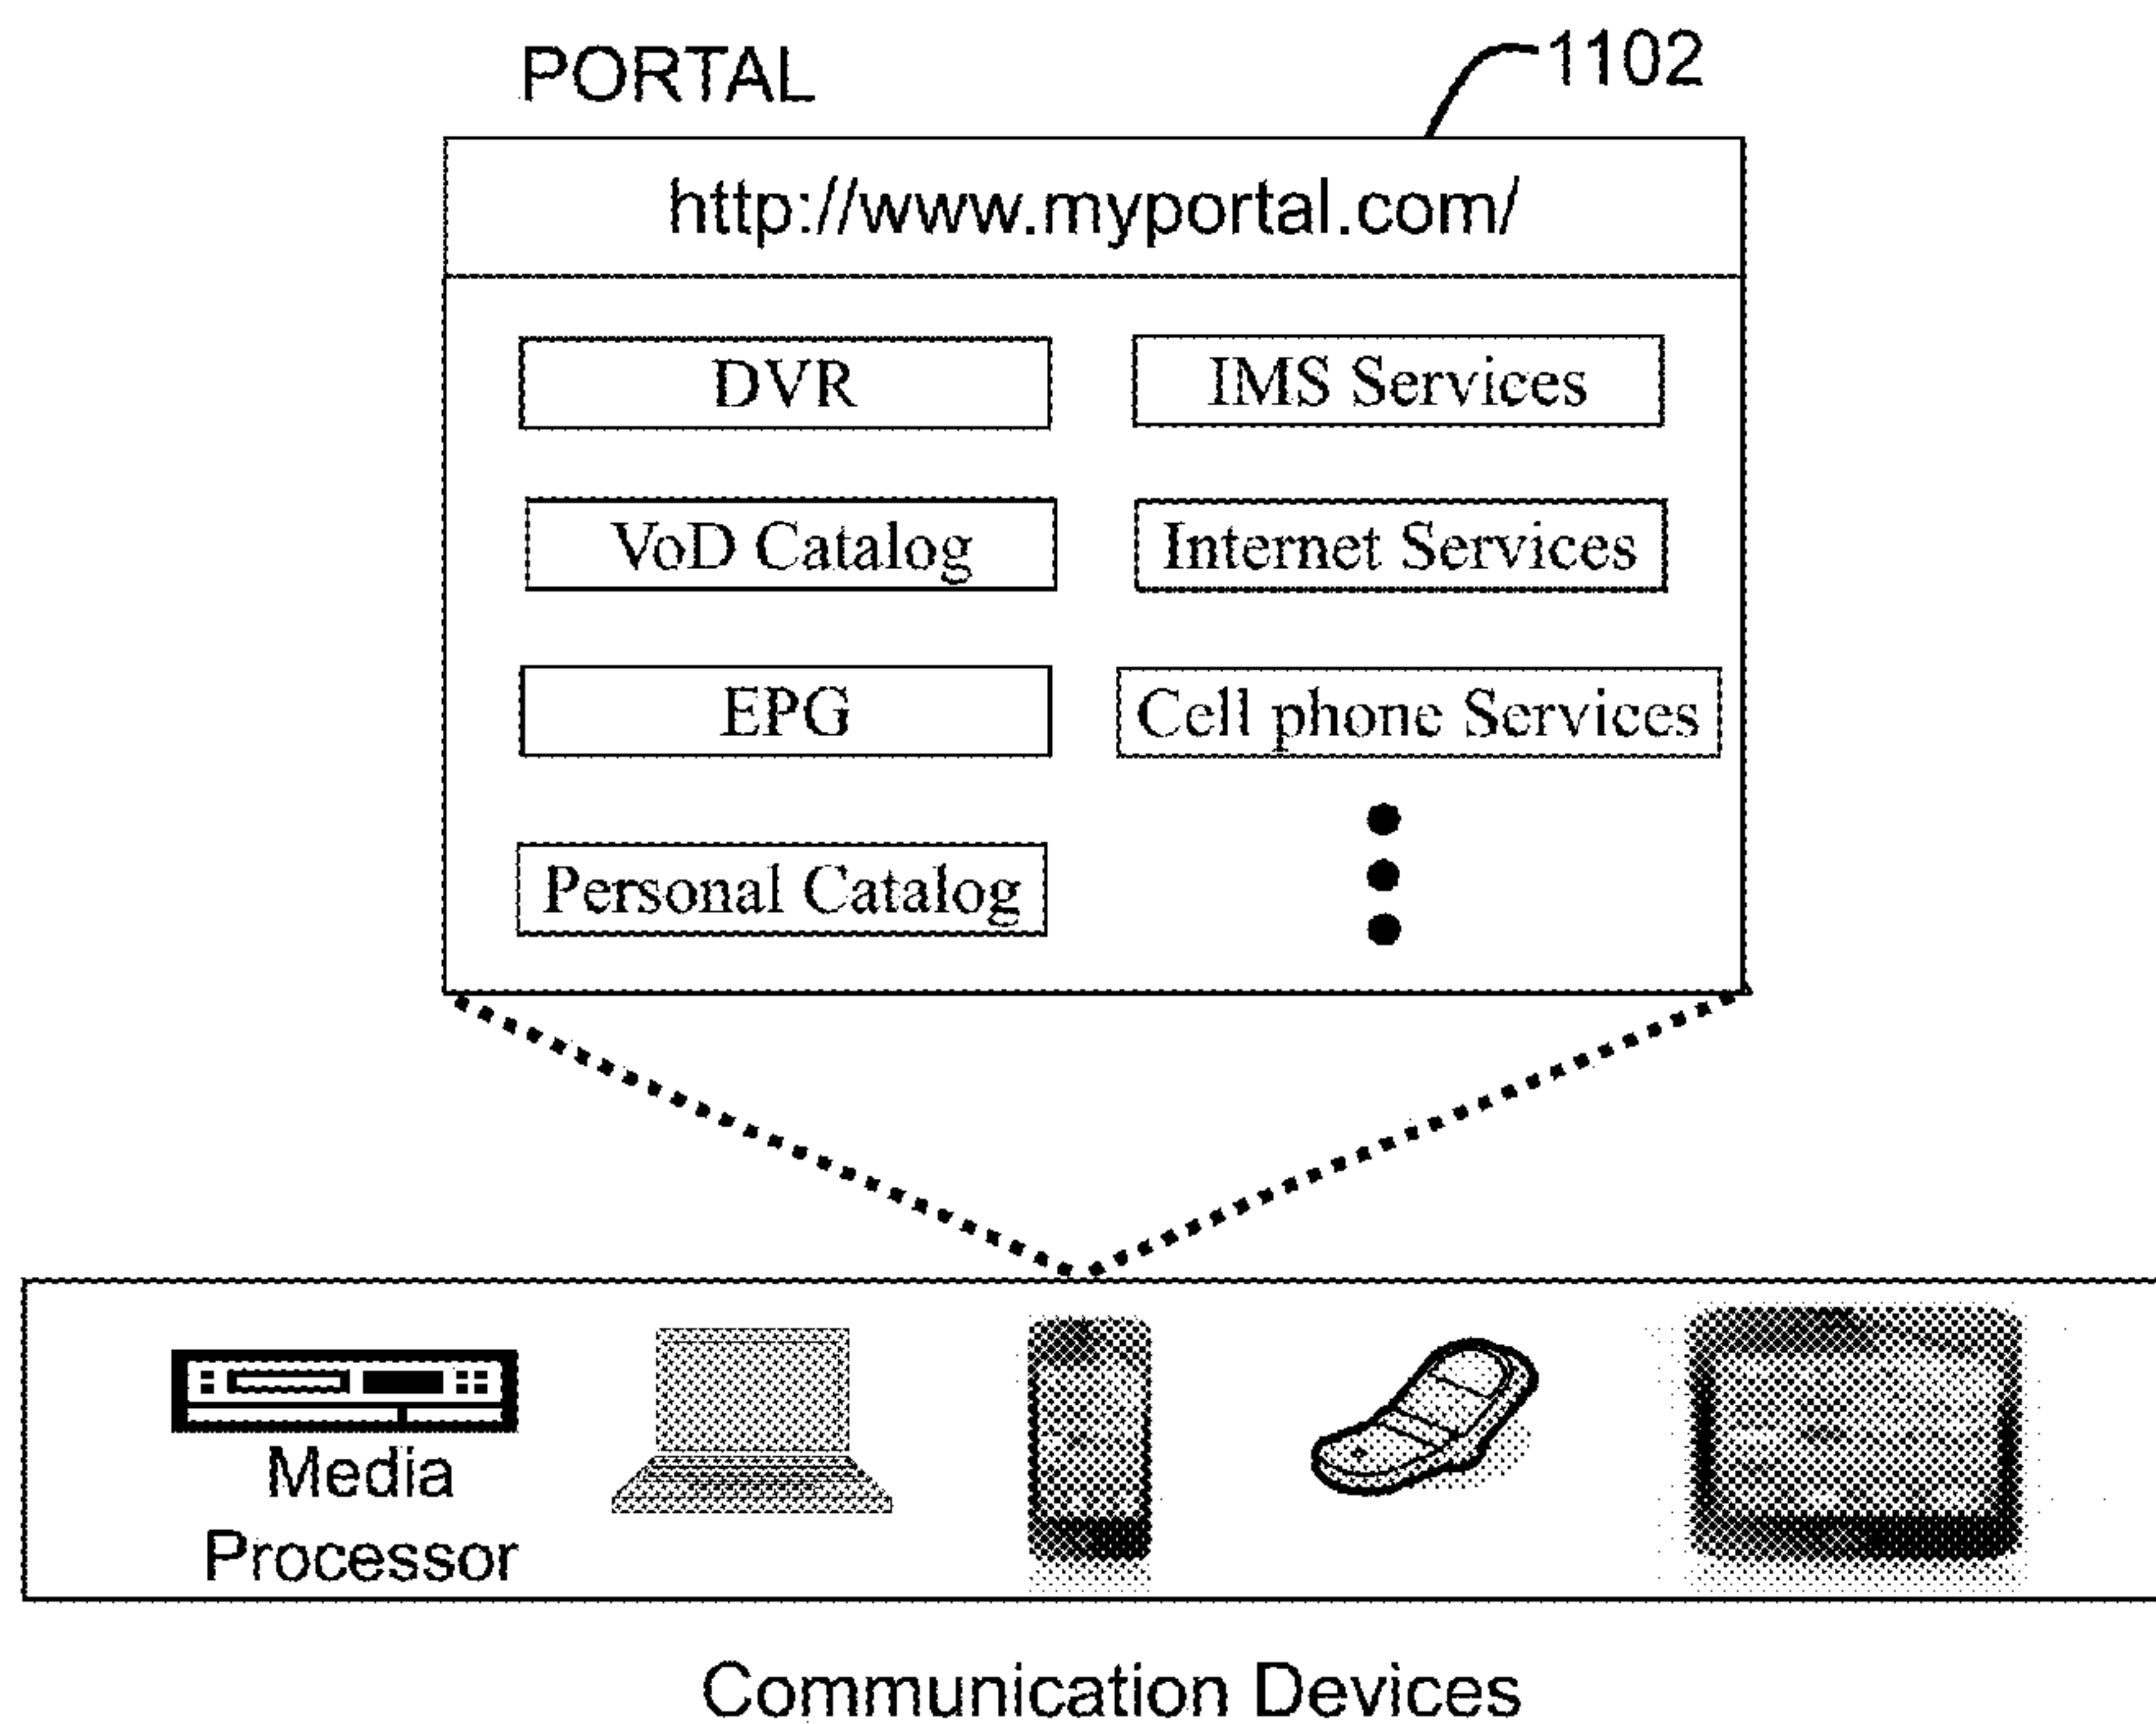 PORTAL
1102
http://www.myportal.com/
DVR
IMS Services
VoD Catalog
Internet Services
EPG
Cell phone Services
Personal Catalog
Media
Processor
Communication Devices